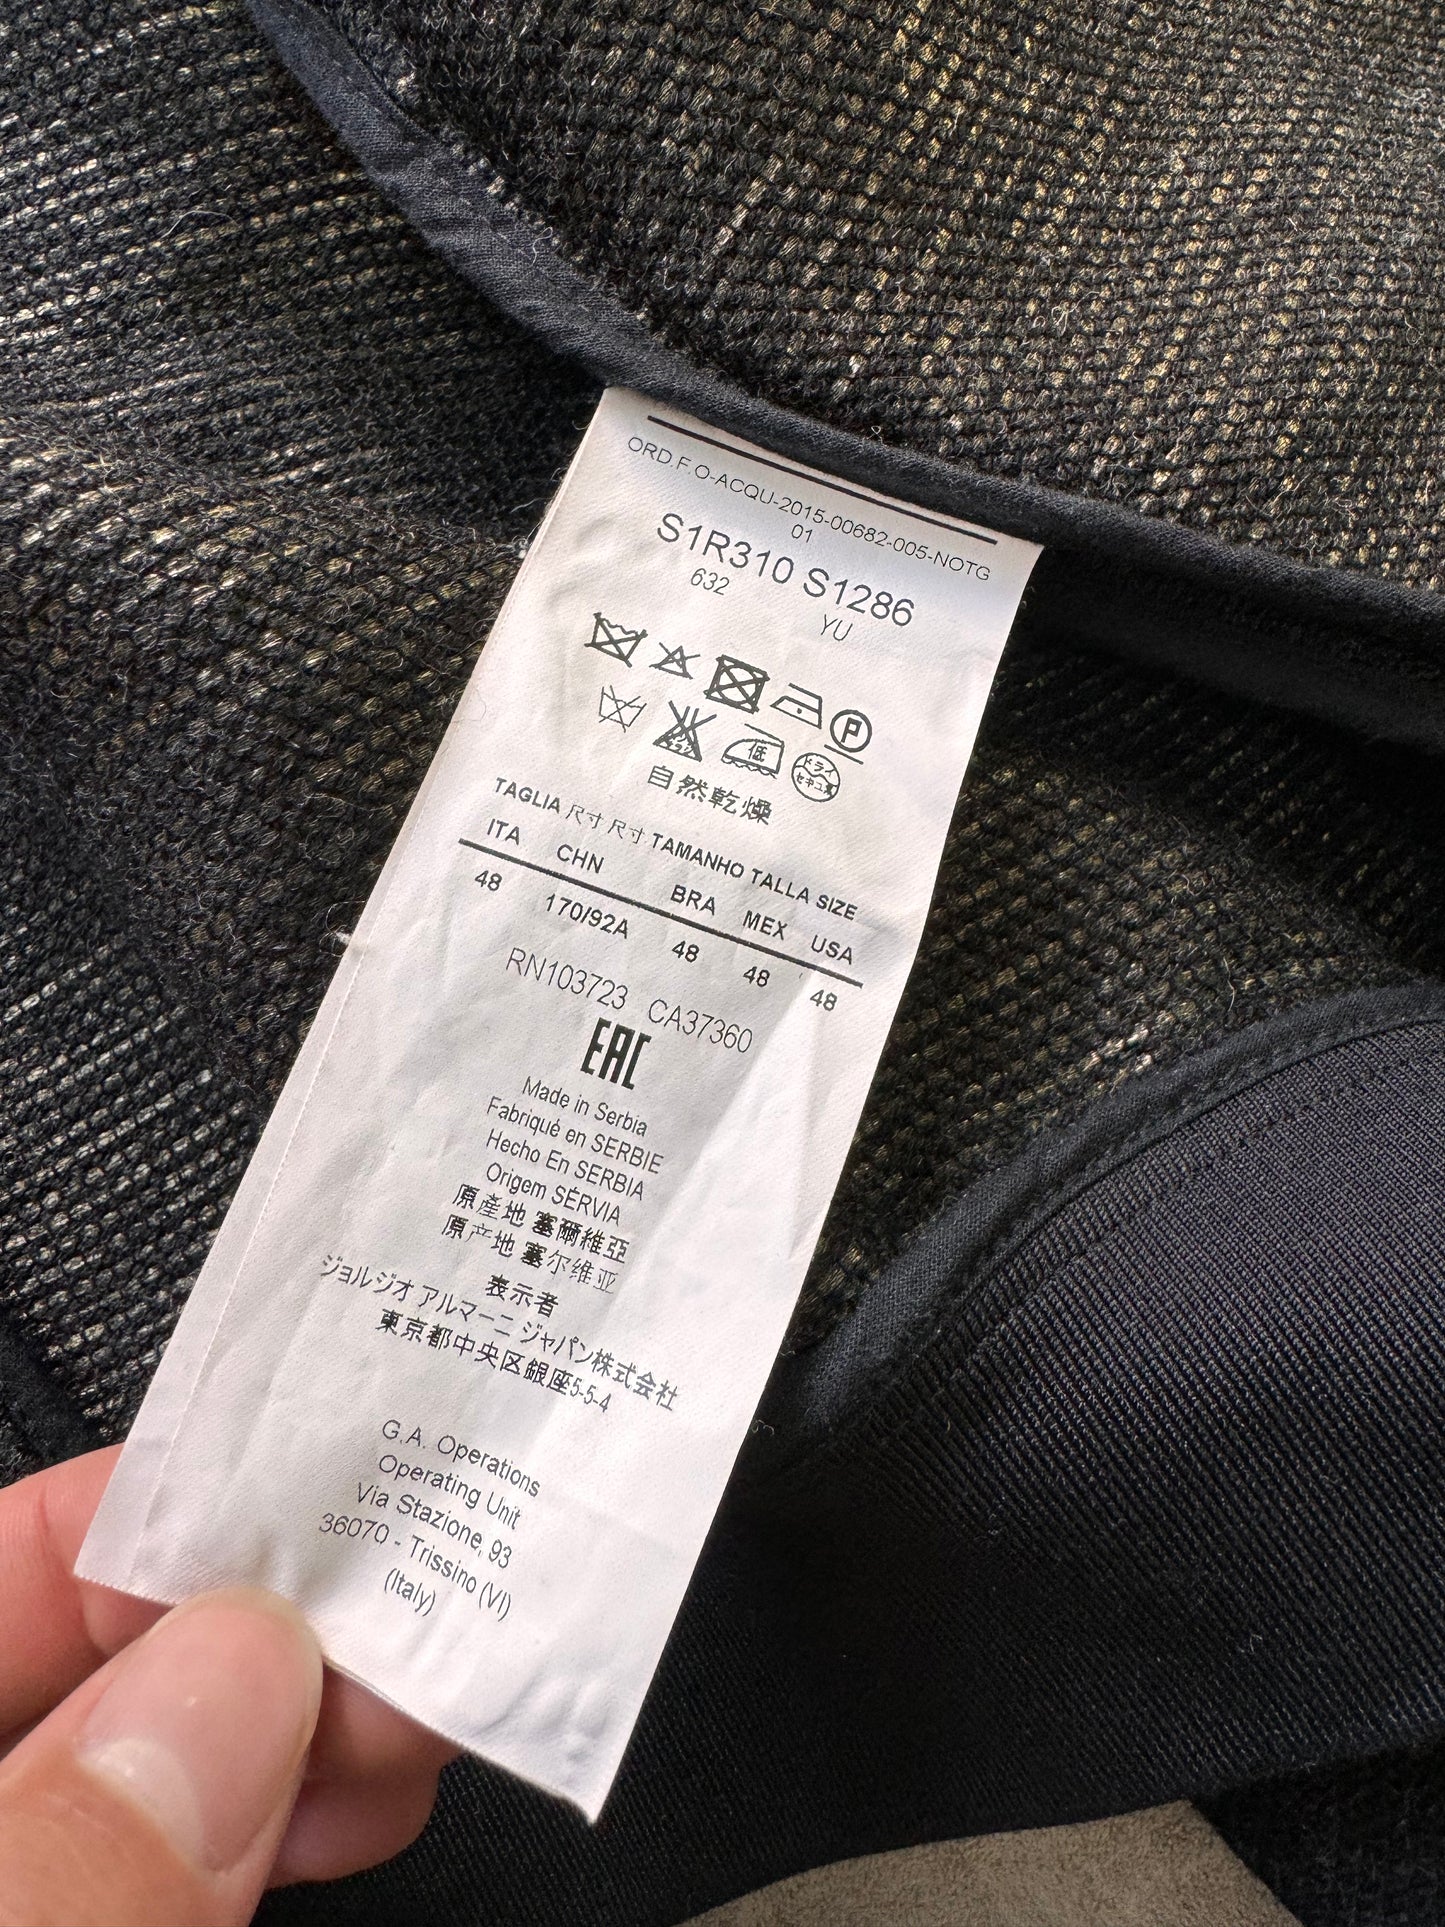 ORD.F.O-ACQU-2015-00682-005-NOTG
01
S1R310 S1286
632 YU
低
自然乾燥
TAGLIA 尺寸 尺寸 TAMANHO TALLA SIZE
ITA CHN BRA MEX USA
48 170/92A 48 48 48
RN103723 CA37360
EAC
Made in Serbia
Fabriqué en SERBIE
Hecho En SERBIA
Origem SÉRVIA
原產地 塞爾維亞
原产地 塞尔维亚
表示者
ジョルジオ アルマーニ ジャパン株式会社
東京都中央区銀座5-5-4
G.A. Operations
Operating Unit
Via Stazione, 93
36070 - Trissino (VI)
(Italy)